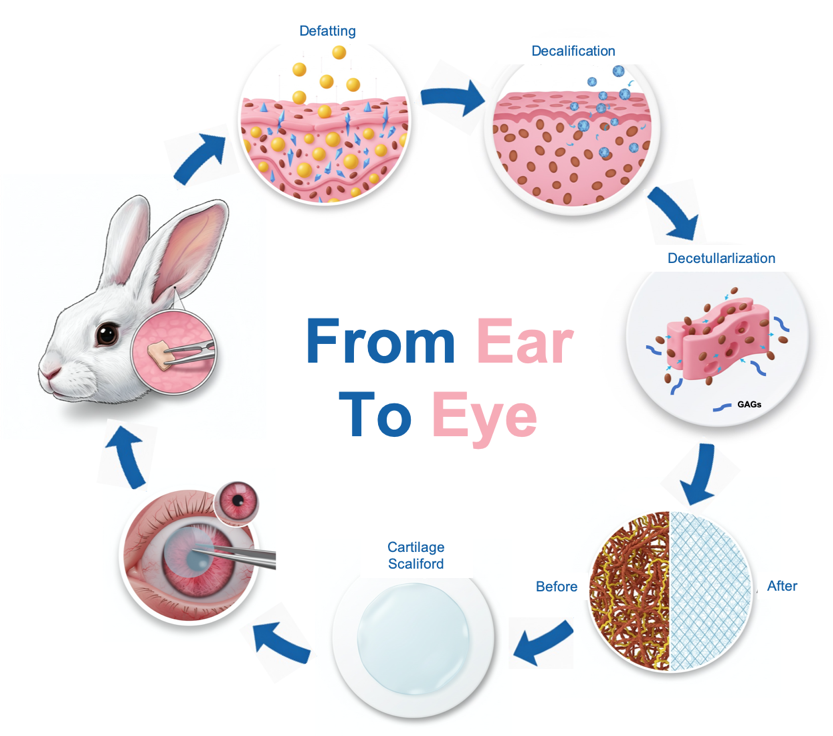 Defatting
Decalification
Decetullarlization
GAGs
From Ear
To Eye
Before
After
Cartilage
Scaliford